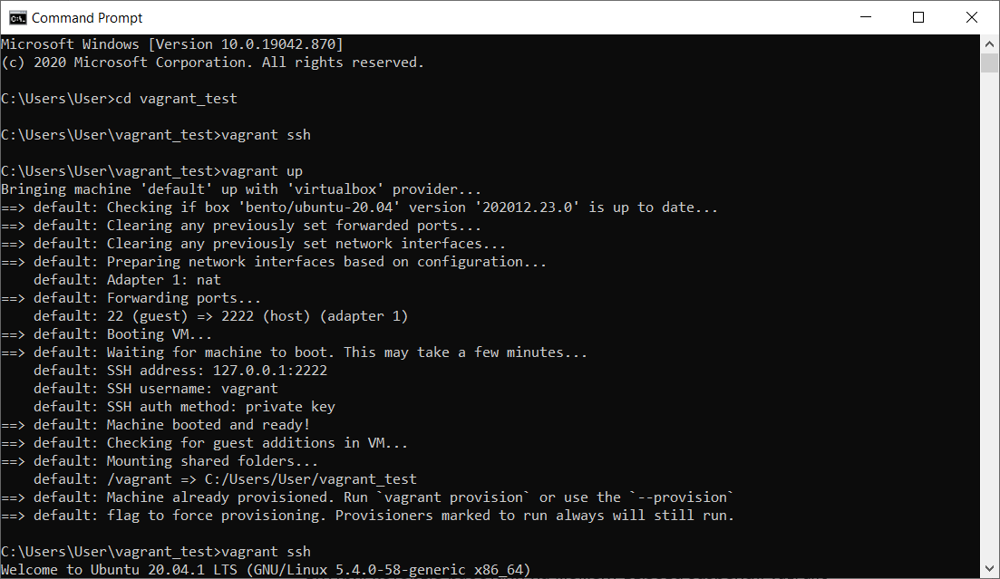 Command Prompt
Microsoft Windows [Version 10.0.19042.870]
(c) 2020 Microsoft Corporation. All rights reserved.
C:\Users\User>cd vagrant_test
C:\Users\User\vagrant_test>vagrant ssh
C:\Users\User\vagrant_test>vagrant up
Bringing machine 'default' up with 'virtualbox' provider...
==> default: Checking if box 'bento/ubuntu-20.04' version '202012.23.0' is up to date...
==> default: Clearing any previously set forwarded ports...
==> default: Clearing any previously set network interfaces...
==> default: Preparing network interfaces based on configuration...
    default: Adapter 1: nat
==> default: Forwarding ports...
    default: 22 (guest) => 2222 (host) (adapter 1)
==> default: Booting VM...
==> default: Waiting for machine to boot. This may take a few minutes...
    default: SSH address: 127.0.0.1:2222
    default: SSH username: vagrant
    default: SSH auth method: private key
==> default: Machine booted and ready!
==> default: Checking for guest additions in VM...
==> default: Mounting shared folders...
    default: /vagrant => C:/Users/User/vagrant_test
==> default: Machine already provisioned. Run `vagrant provision` or use the `--provision`
==> default: flag to force provisioning. Provisioners marked to run always will still run.
C:\Users\User\vagrant_test>vagrant ssh
Welcome to Ubuntu 20.04.1 LTS (GNU/Linux 5.4.0-58-generic x86_64)